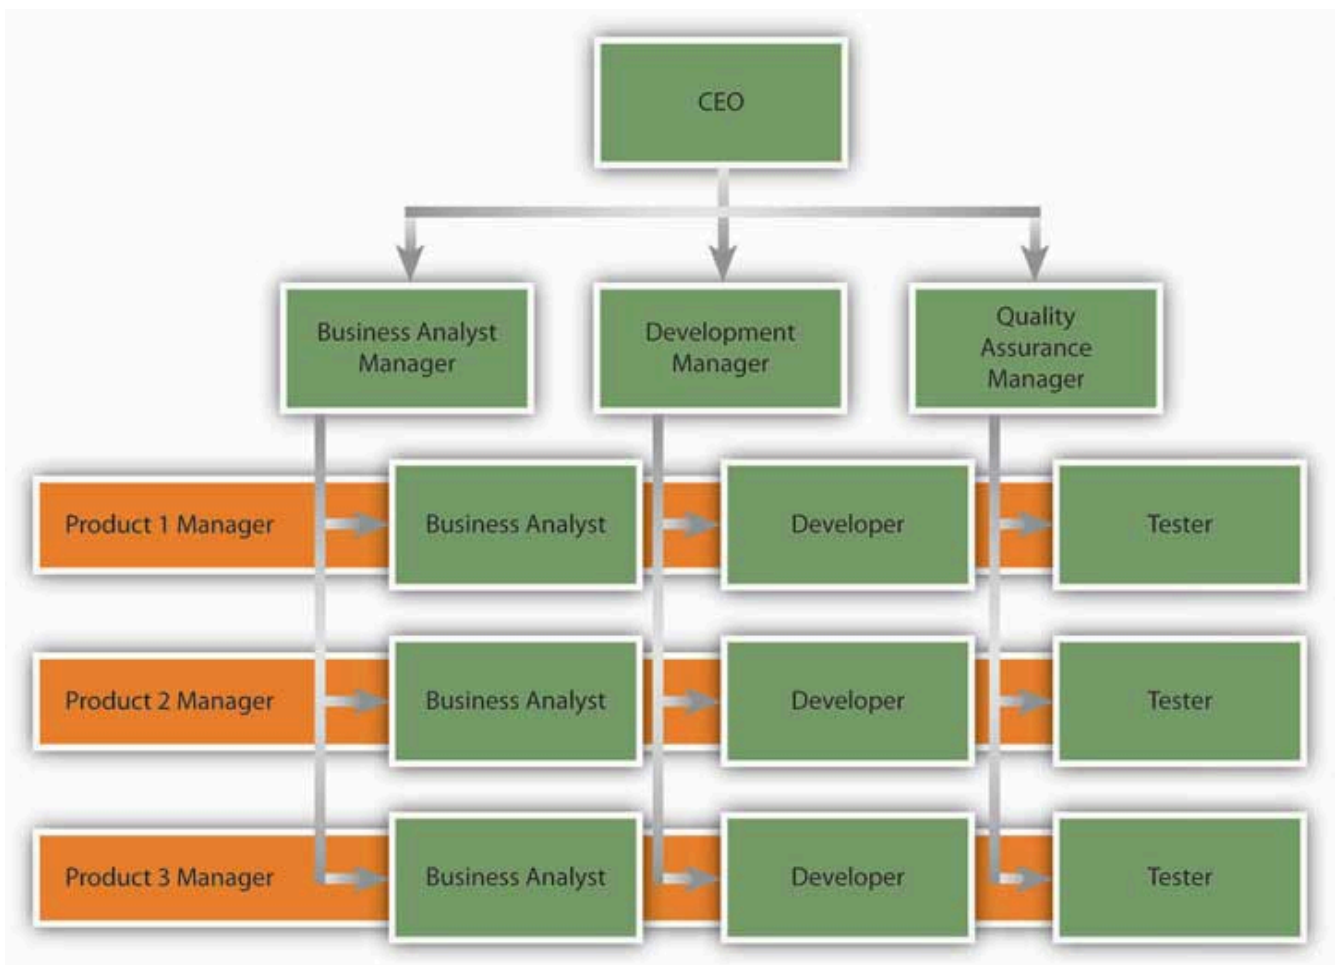 CEO
Business Analyst
Manager
Development
Manager
Quality
Assurance
Manager
Product 1 Manager
Business Analyst
Developer
Tester
Product 2 Manager
Business Analyst
Developer
Tester
Product 3 Manager
Business Analyst
Developer
Tester